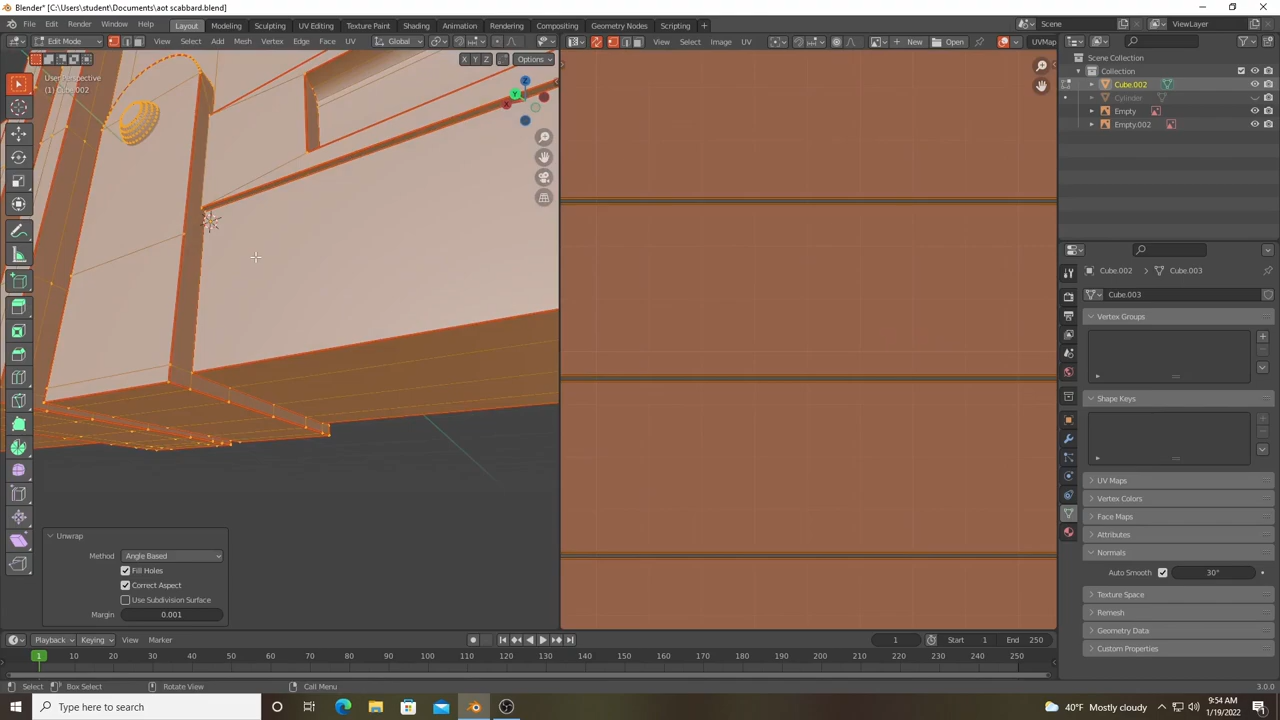 Blender* [C:\Users\student\Documents\aot scabbard.blend]
File Edit Render Window Help Layout Modeling Sculpting UV Editing Texture Paint Shading Animation Rendering Compositing Geometry Nodes Scripting + Scene ViewLayer
Edit Mode View Select Add Mesh Vertex Edge Face UV Global View Select Image UV New Open UVMap
X Y Z Options
User Perspective
(1) Cube.002
Z
Y
X
Scene Collection
Collection
Cube.002
Cylinder
Empty
Empty.002
Cube.002 Cube.003
Cube.003
Vertex Groups
Shape Keys
UV Maps
Vertex Colors
Face Maps
Attributes
Normals
Auto Smooth 30°
Texture Space
Remesh
Geometry Data
Custom Properties
Unwrap
Method Angle Based
Fill Holes
Correct Aspect
Use Subdivision Surface
Margin 0.001
Playback Keying View Marker 1 Start 1 End 250
1 10 20 30 40 50 60 70 80 90 100 110 120 130 140 150 160 170 180 190 200 210 220 230 240 250
Select Box Select Rotate View Call Menu 3.0.0
Type here to search 40°F Mostly cloudy 9:54 AM
1/19/2022